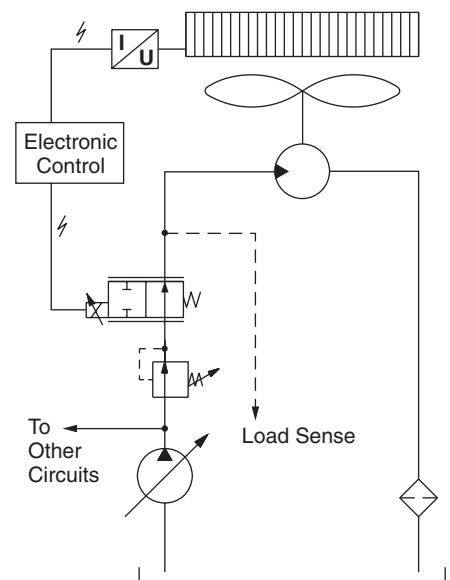 I
U
Electronic
Control
To
Other
Circuits
Load Sense